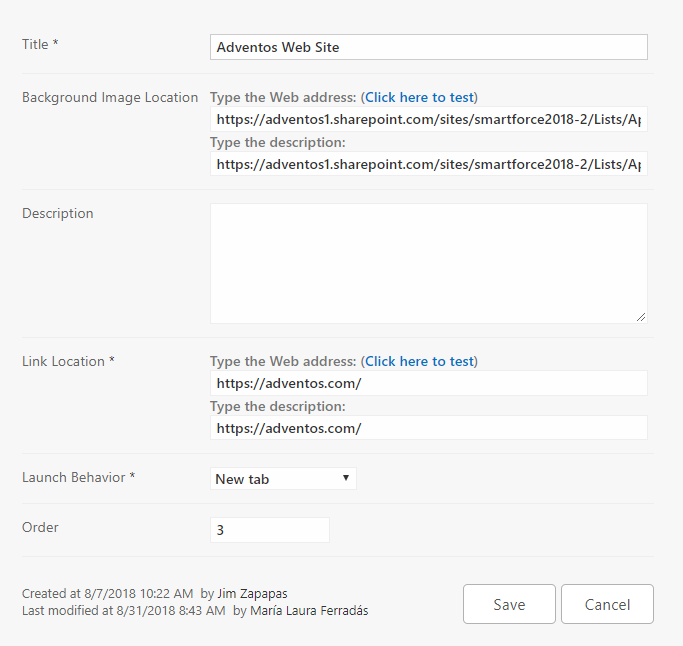 Title *
Adventos Web Site
Background Image Location
Type the Web address: (Click here to test)
https://adventos1.sharepoint.com/sites/smartforce2018-2/Lists/Ap
Type the description:
https://adventos1.sharepoint.com/sites/smartforce2018-2/Lists/Ap
Description
Link Location *
Type the Web address: (Click here to test)
https://adventos.com/
Type the description:
https://adventos.com/
Launch Behavior *
New tab
Order
3
Created at 8/7/2018 10:22 AM by Jim Zapapas
Last modified at 8/31/2018 8:43 AM by María Laura Ferradás
Save
Cancel